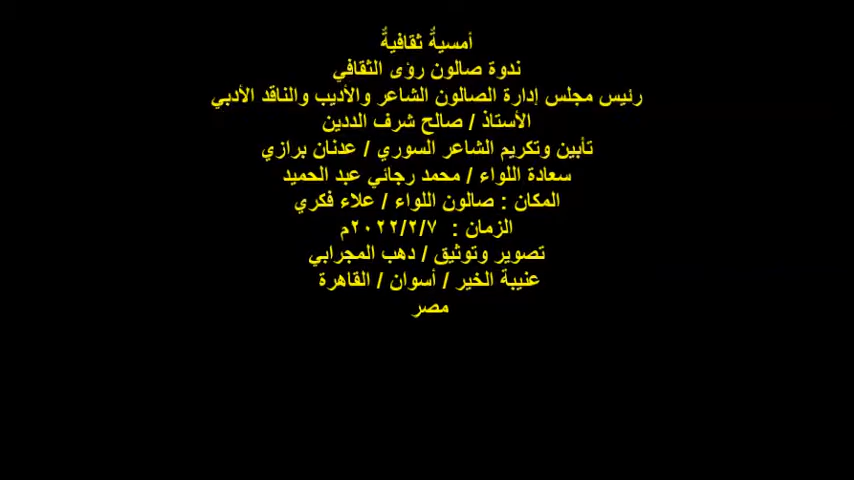 أمسيةٌ ثقافيةٌ
ندوة صالون رؤى الثقافي
رئيس مجلس إدارة الصالون الشاعر والأديب والناقد الأدبي
الأستاذ / صالح شرف الددين
تأبين وتكريم الشاعر السوري / عدنان برازي
سعادة اللواء / محمد رجائي عبد الحميد
المكان : صالون اللواء / علاء فكري
الزمان : ٢٠٢٢/٢/٧م
تصوير وتوثيق / دهب المجرابي
عنيبة الخير / أسوان / القاهرة
مصر